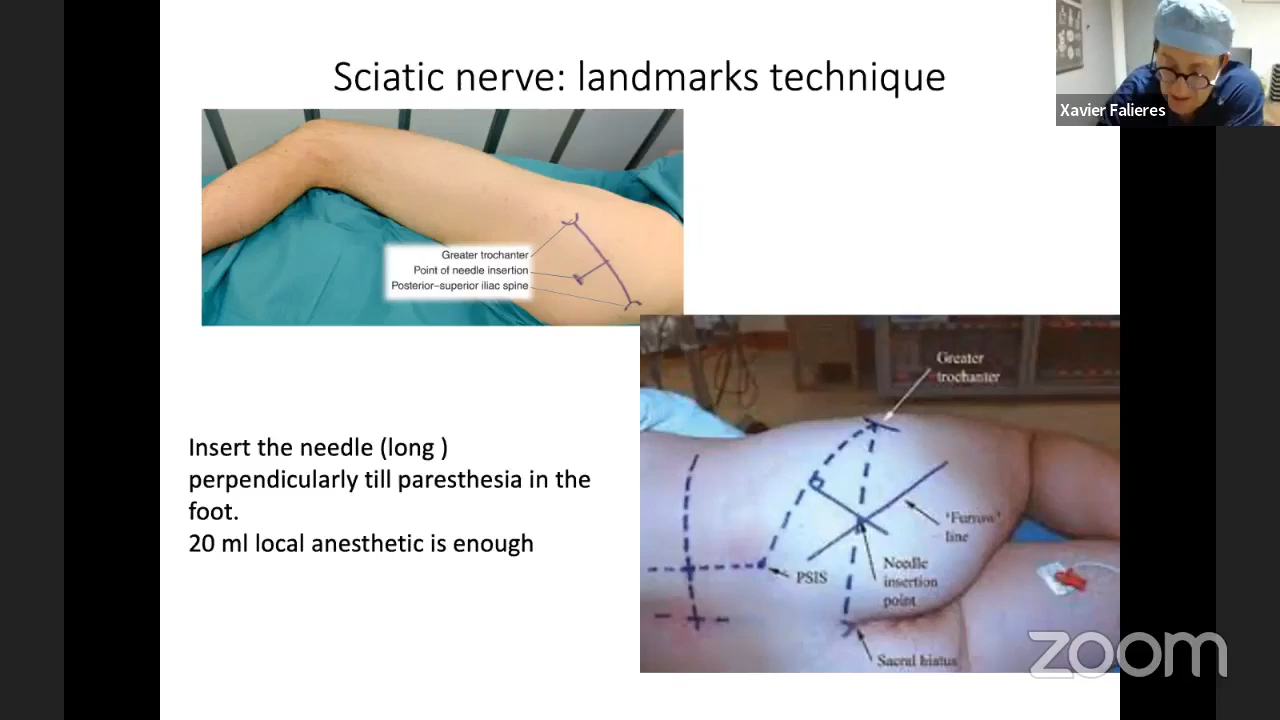 Sciatic nerve: landmarks technique
Xavier Falieres
Greater trochanter
Point of needle insertion
Posterior–superior iliac spine
Greater
trochanter
'Furrow'
line
PSIS
Needle
insertion
point
Sacral hiatus
Insert the needle (long )
perpendicularly till paresthesia in the
foot.
20 ml local anesthetic is enough
zoom